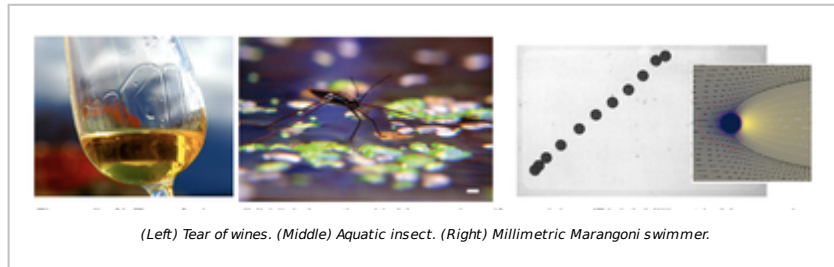 (Left) Tear of wines. (Middle) Aquatic insect. (Right) Millimetric Marangoni swimmer.